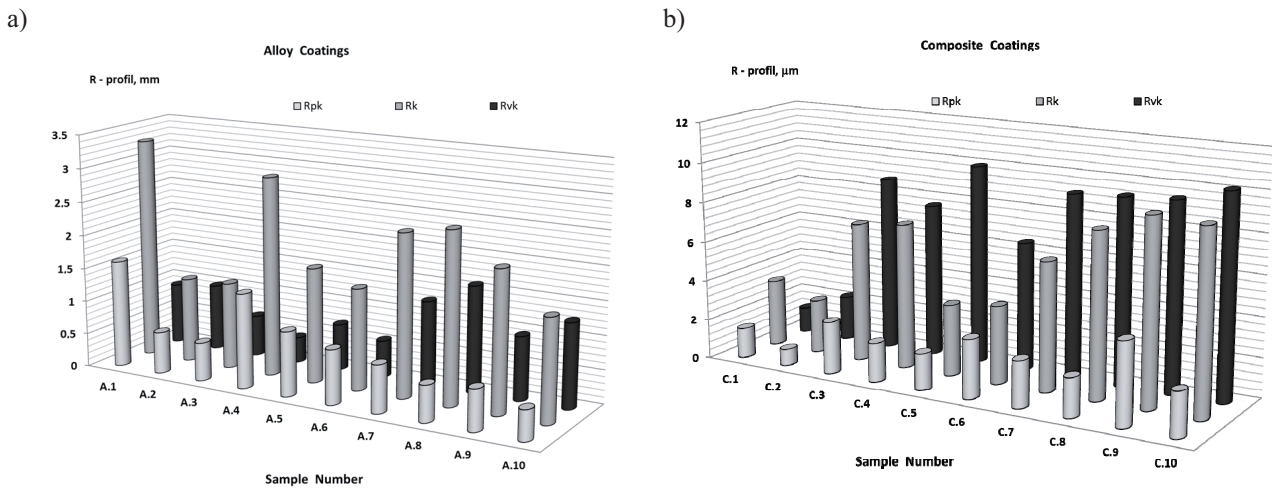 a)
Alloy Coatings
R - profil, mm
Rpk Rk Rvk
3.5
3
2.5
2
1.5
1
0.5
0
A.1
A.2
A.3
A.4
A.5
A.6
A.7
A.8
A.9
A.10
Sample Number
b)
Composite Coatings
R - profil, μm
Rpk Rk Rvk
12
10
8
6
4
2
0
C.1
C.2
C.3
C.4
C.5
C.6
C.7
C.8
C.9
C.10
Sample Number